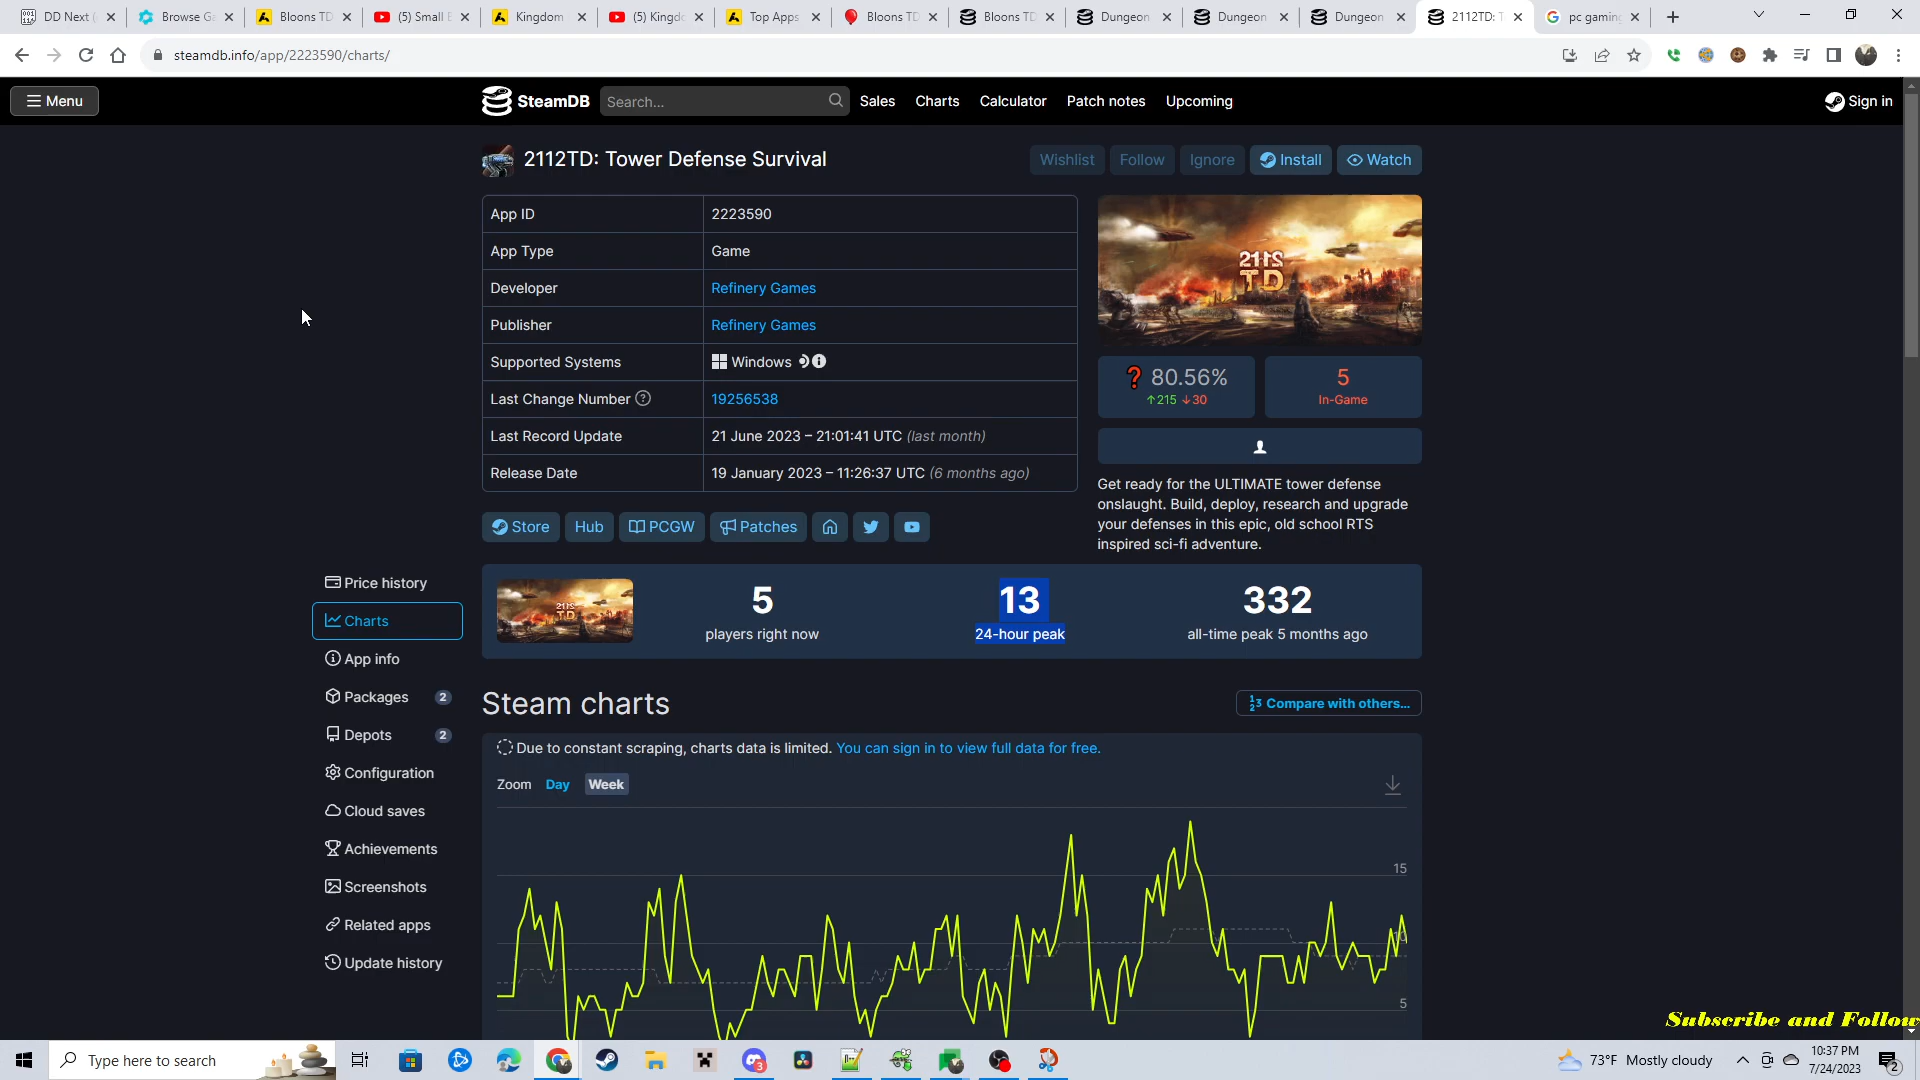 DD Next (
Browse Ga
Bloons TD
(5) Small E
Kingdom
(5) Kingdo
Top Apps
Bloons TD
Bloons TD
Dungeon
Dungeon
Dungeon
2112TD: T
pc gaming
steamdb.info/app/2223590/charts/
Menu
SteamDB
Search...
Sales
Charts
Calculator
Patch notes
Upcoming
Sign in
2112TD: Tower Defense Survival
Wishlist
Follow
Ignore
Install
Watch
App ID 2223590
App Type Game
Developer Refinery Games
Publisher Refinery Games
Supported Systems Windows
Last Change Number 19256538
Last Record Update 21 June 2023 – 21:01:41 UTC (last month)
Release Date 19 January 2023 – 11:26:37 UTC (6 months ago)
2112
TD
80.56%
↑215 ↓30
5
In-Game
Get ready for the ULTIMATE tower defense
onslaught. Build, deploy, research and upgrade
your defenses in this epic, old school RTS
inspired sci-fi adventure.
Store
Hub
PCGW
Patches
Price history
Charts
App info
Packages 2
Depots 2
Configuration
Cloud saves
Achievements
Screenshots
Related apps
Update history
2112
TD
5
players right now
13
24-hour peak
332
all-time peak 5 months ago
Steam charts
Compare with others...
Due to constant scraping, charts data is limited. You can sign in to view full data for free.
Zoom Day Week
15
10
5
Subscribe and Follow
Type here to search
3
73°F Mostly cloudy
10:37 PM
7/24/2023
2